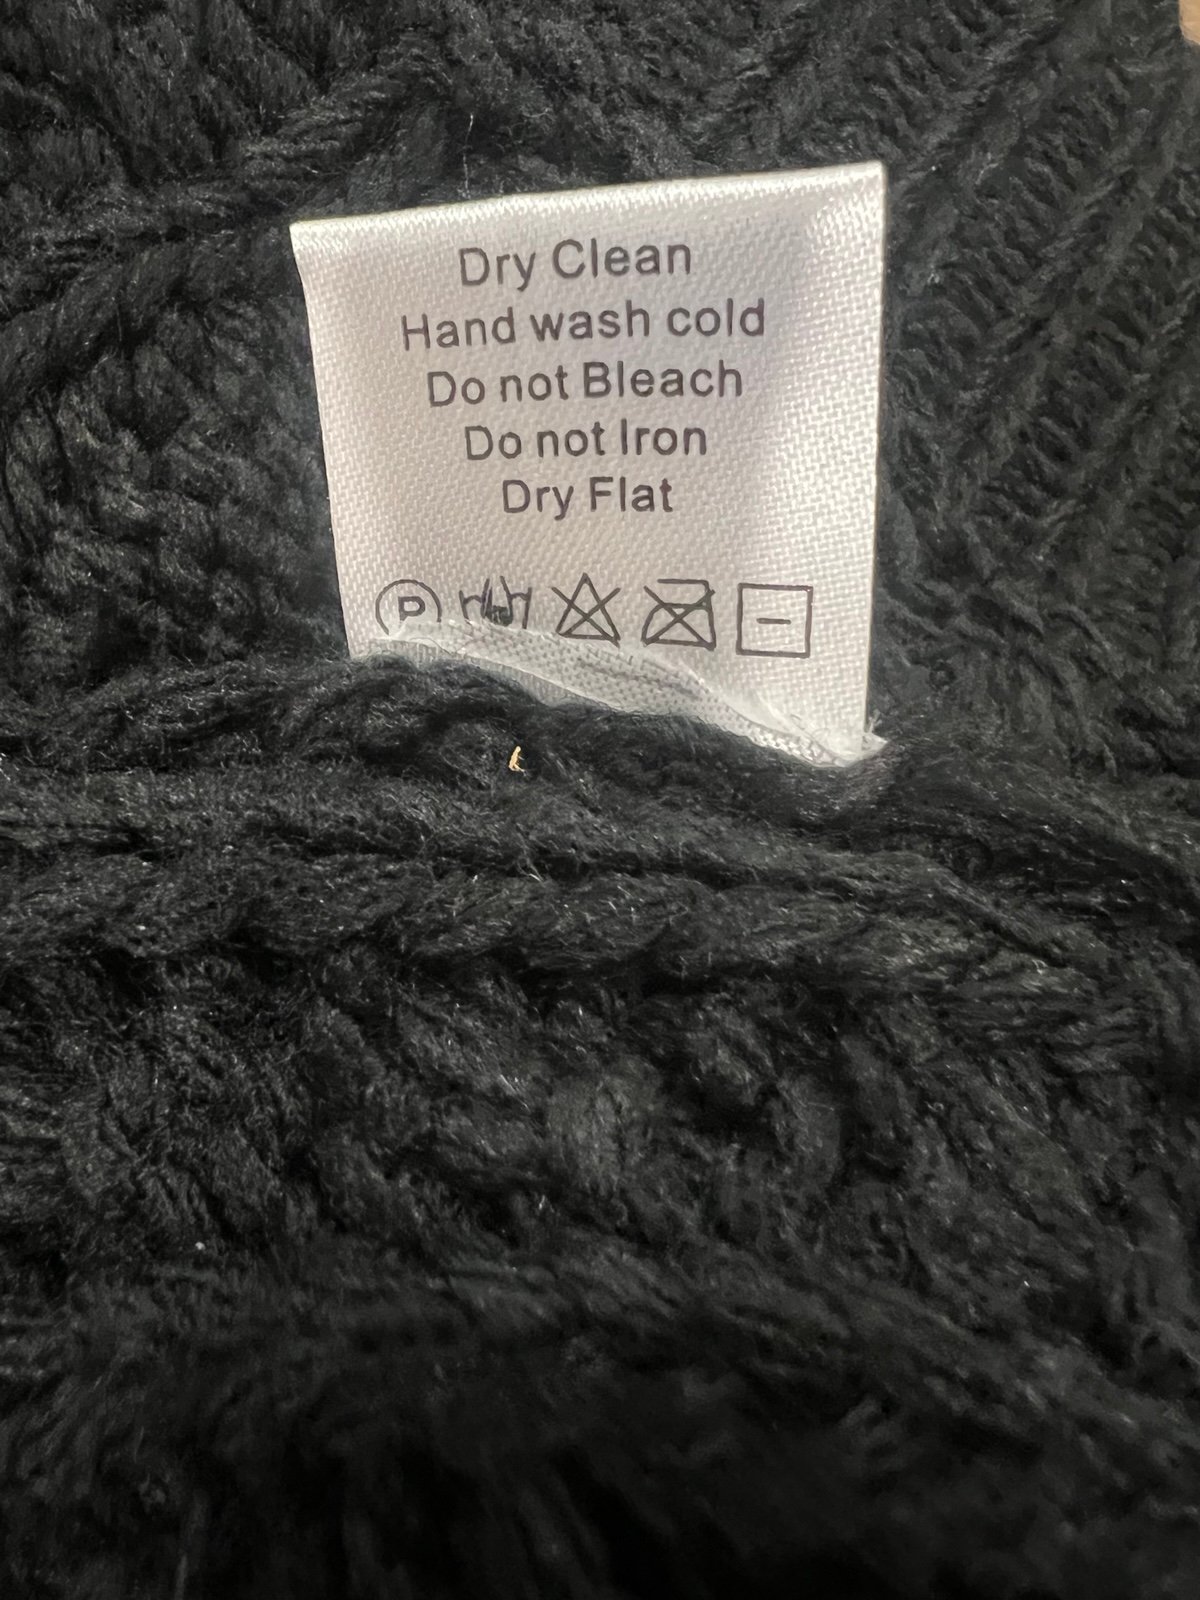 Dry Clean
Hand wash cold
Do not Bleach
Do not Iron
Dry Flat
P